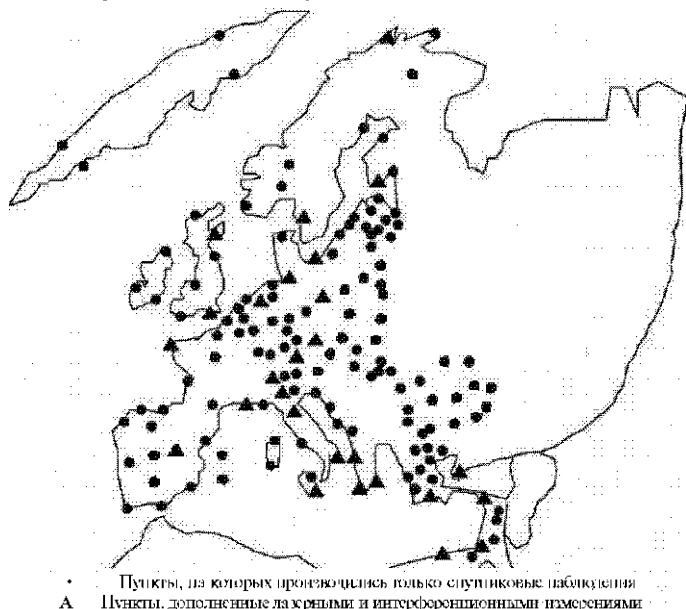 • Пункты, на которых производились только спутниковые наблюдения
А Пункты, дополненные лазерными и интерференционными измерениями